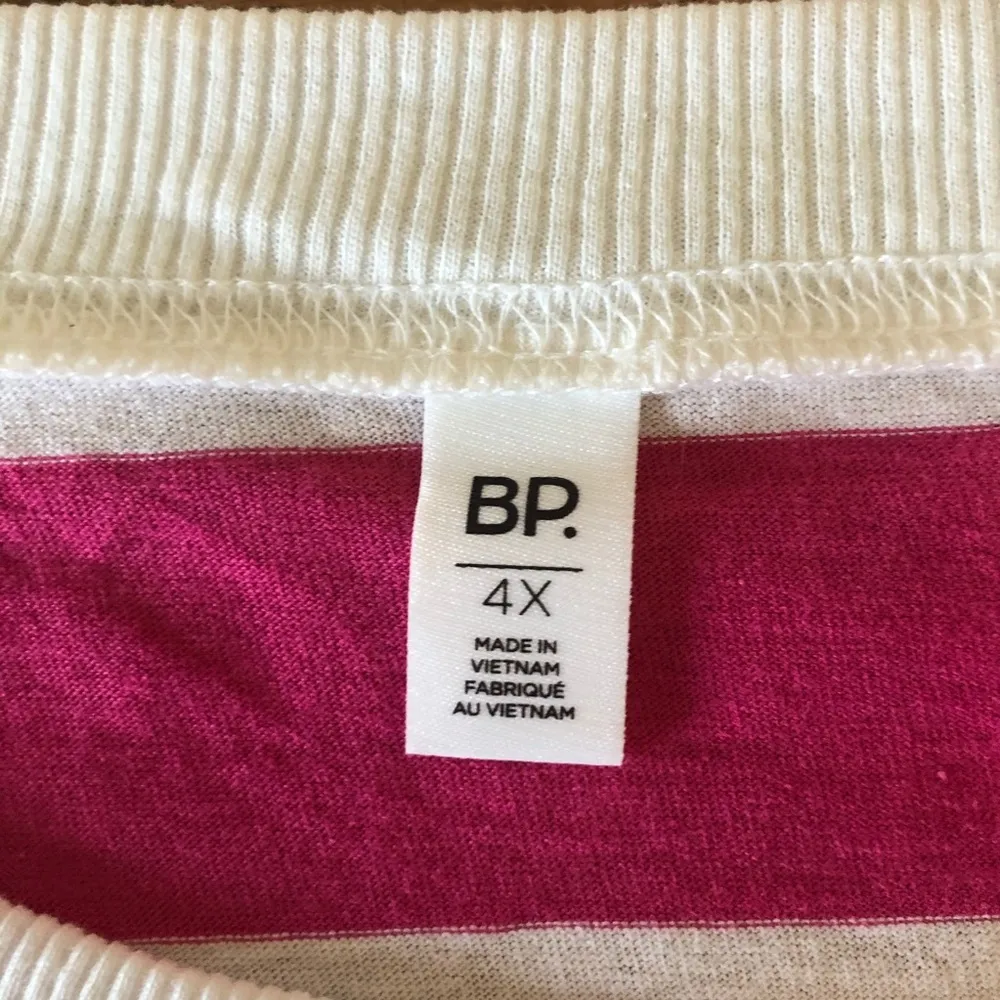 BP.
4X
MADE IN
VIETNAM
FABRIQUÉ
AU VIETNAM